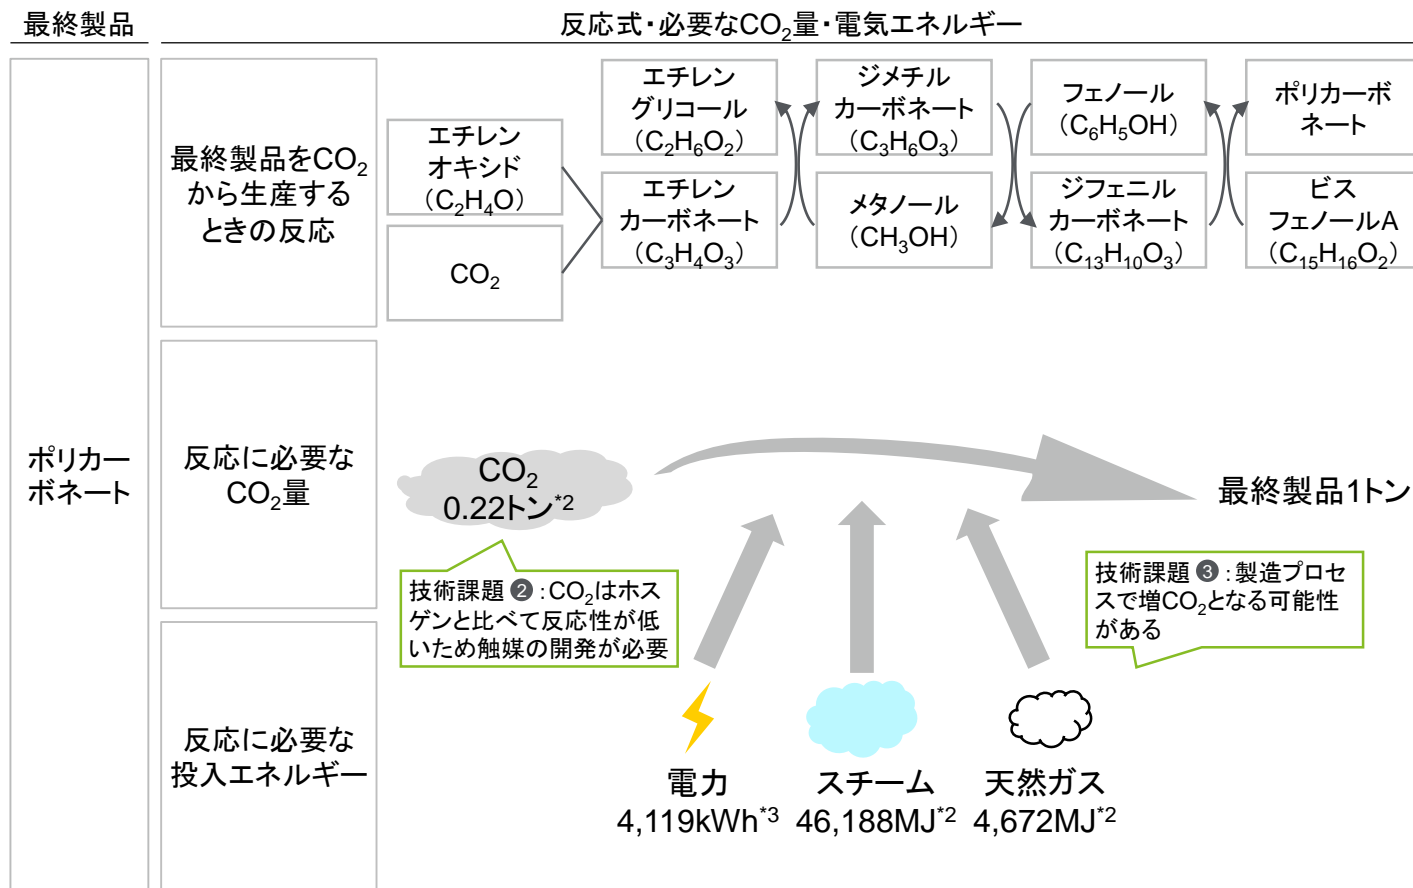 最終製品
反応式・必要なCO₂量・電気エネルギー
ポリカー
ボネート
最終製品をCO₂
から生産する
ときの反応
エチレン
オキシド
（C₂H₄O）
CO₂
エチレン
グリコール
（C₂H₆O₂）
エチレン
カーボネート
（C₃H₄O₃）
ジメチル
カーボネート
（C₃H₆O₃）
メタノール
（CH₃OH）
フェノール
（C₆H₅OH）
ジフェニル
カーボネート
（C₁₃H₁₀O₃）
ポリカーボ
ネート
ビス
フェノールA
（C₁₅H₁₆O₂）
反応に必要な
CO₂量
CO₂
0.22トン*2
最終製品1トン
技術課題 ❷ ：CO₂はホス
ゲンと比べて反応性が低
いため触媒の開発が必要
技術課題 ❸ ：製造プロセ
スで増CO₂となる可能性
がある
反応に必要な
投入エネルギー
電力
4,119kWh*3
スチーム
46,188MJ*2
天然ガス
4,672MJ*2